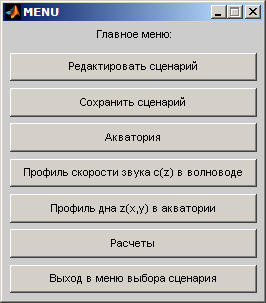 MENU
Главное меню:
Редактировать сценарий
Сохранить сценарий
Акватория
Профиль скорости звука c(z) в волноводе
Профиль дна z(x,y) в акватории
Расчеты
Выход в меню выбора сценария